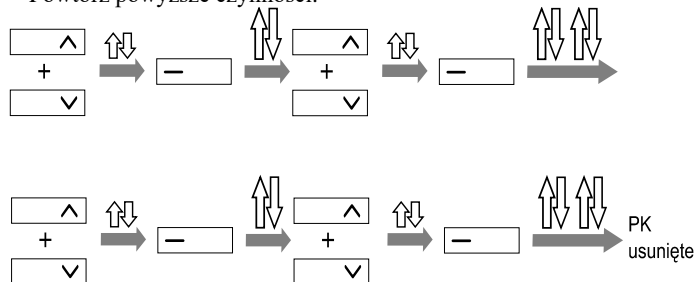 Powtórz powyższe czynności.
+ − + −
+ − + −
PK
usunięte